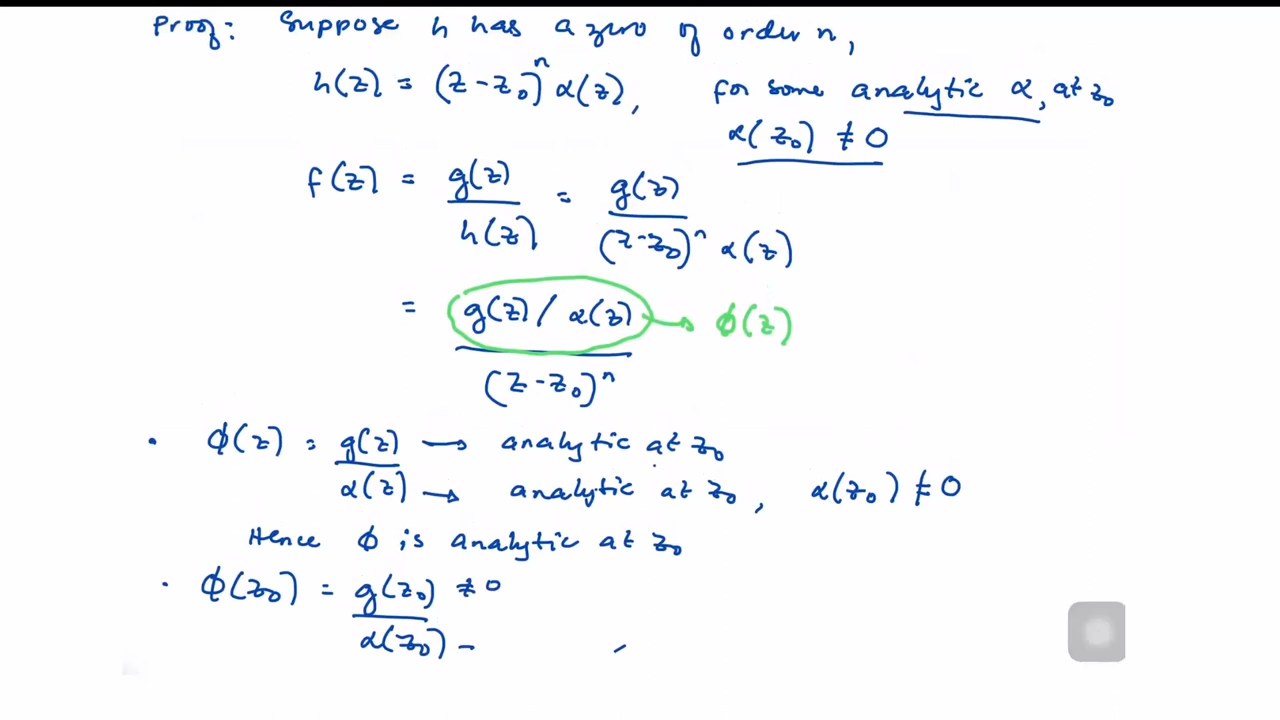 Proof: Suppose h has a zero of order n,
h(z) = (z-z₀)ⁿ α(z), for some analytic α, at z₀
α(z₀) ≠ 0
f(z) = g(z)/h(z) = g(z)/(z-z₀)ⁿ α(z)
= g(z)/α(z) → φ(z)
(z-z₀)ⁿ
• φ(z) = g(z) → analytic at z₀
α(z) → analytic at z₀, α(z₀) ≠ 0
Hence φ is analytic at z₀
• φ(z₀) = g(z₀) ≠ 0
α(z₀) -